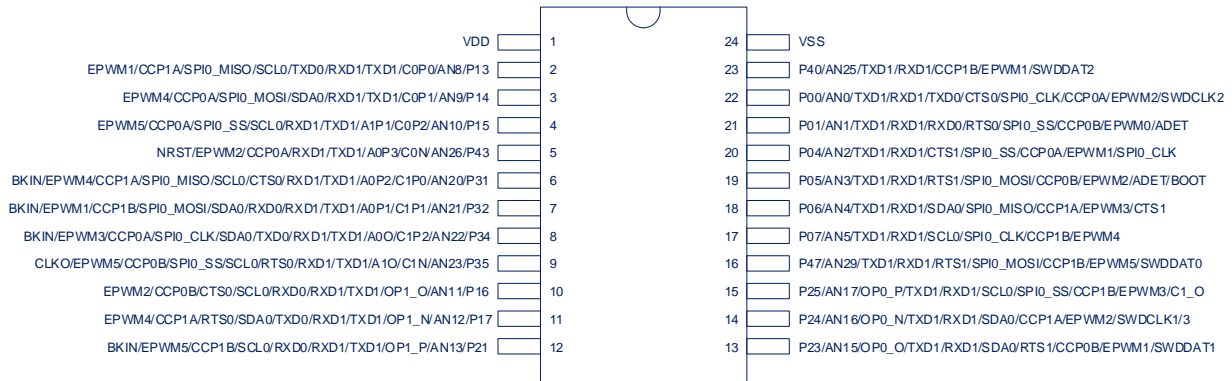 VDD 1 24 VSS
EPWM1/CCP1A/SPI0_MISO/SCL0/TXD0/RXD1/TXD1/C0P0/AN8/P13 2 23 P40/AN25/TXD1/RXD1/CCP1B/EPWM1/SWDDAT2
EPWM4/CCP0A/SPI0_MOSI/SDA0/RXD1/TXD1/C0P1/AN9/P14 3 22 P00/AN0/TXD1/RXD1/TXD0/CTS0/SPI0_CLK/CCP0A/EPWM2/SWDCLK2
EPWM5/CCP0A/SPI0_SS/SCL0/RXD1/TXD1/A1P1/C0P2/AN10/P15 4 21 P01/AN1/TXD1/RXD1/RXD0/RTS0/SPI0_SS/CCP0B/EPWM0/ADET
NRST/EPWM2/CCP0A/RXD1/TXD1/A0P3/C0N/AN26/P43 5 20 P04/AN2/TXD1/RXD1/CTS1/SPI0_SS/CCP0A/EPWM1/SPI0_CLK
BKIN/EPWM4/CCP1A/SPI0_MISO/SCL0/CTS0/RXD1/TXD1/A0P2/C1P0/AN20/P31 6 19 P05/AN3/TXD1/RXD1/RTS1/SPI0_MOSI/CCP0B/EPWM2/ADET/BOOT
BKIN/EPWM1/CCP1B/SPI0_MOSI/SDA0/RXD0/RXD1/TXD1/A0P1/C1P1/AN21/P32 7 18 P06/AN4/TXD1/RXD1/SDA0/SPI0_MISO/CCP1A/EPWM3/CTS1
BKIN/EPWM3/CCP0A/SPI0_CLK/SDA0/TXD0/RXD1/TXD1/A0O/C1P2/AN22/P34 8 17 P07/AN5/TXD1/RXD1/SCL0/SPI0_CLK/CCP1B/EPWM4
CLKO/EPWM5/CCP0B/SPI0_SS/SCL0/RTS0/RXD1/TXD1/A1O/C1N/AN23/P35 9 16 P47/AN29/TXD1/RXD1/RTS1/SPI0_MOSI/CCP1B/EPWM5/SWDDAT0
EPWM2/CCP0B/CTS0/SCL0/RXD0/RXD1/TXD1/OP1_O/AN11/P16 10 15 P25/AN17/OP0_P/TXD1/RXD1/SCL0/SPI0_SS/CCP1B/EPWM3/C1_O
EPWM4/CCP1A/RTS0/SDA0/TXD0/RXD1/TXD1/OP1_N/AN12/P17 11 14 P24/AN16/OP0_N/TXD1/RXD1/SDA0/CCP1A/EPWM2/SWDCLK1/3
BKIN/EPWM5/CCP1B/SCL0/RXD0/RXD1/TXD1/OP1_P/AN13/P21 12 13 P23/AN15/OP0_O/TXD1/RXD1/SDA0/RTS1/CCP0B/EPWM1/SWDDAT1